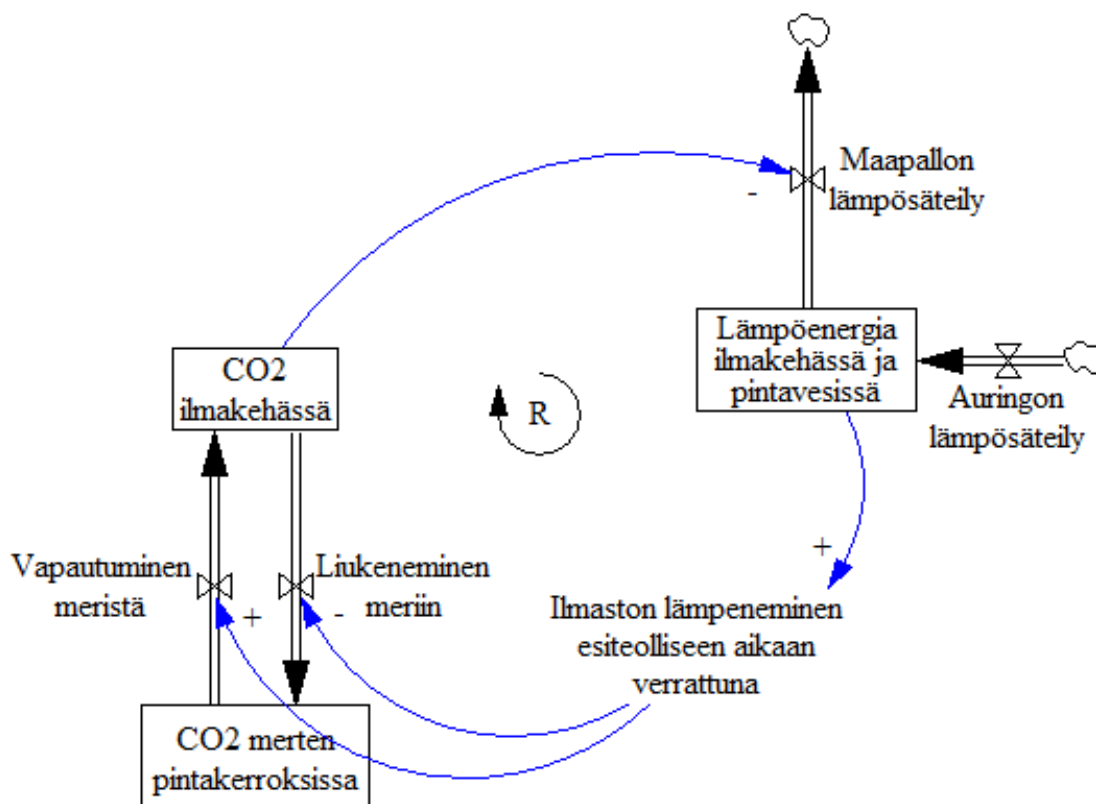 Maapallon
lämpösäteily
-
Lämpöenergia
ilmakehässä ja
pintavesissä
Auringon
lämpösäteily
CO2
ilmakehässä
R
+
Vapautuminen
meristä
+
Liukeneminen
meriin
-
Ilmaston lämpeneminen
esiteolliseen aikaan
verrattuna
CO2 merten
pintakerroksissa